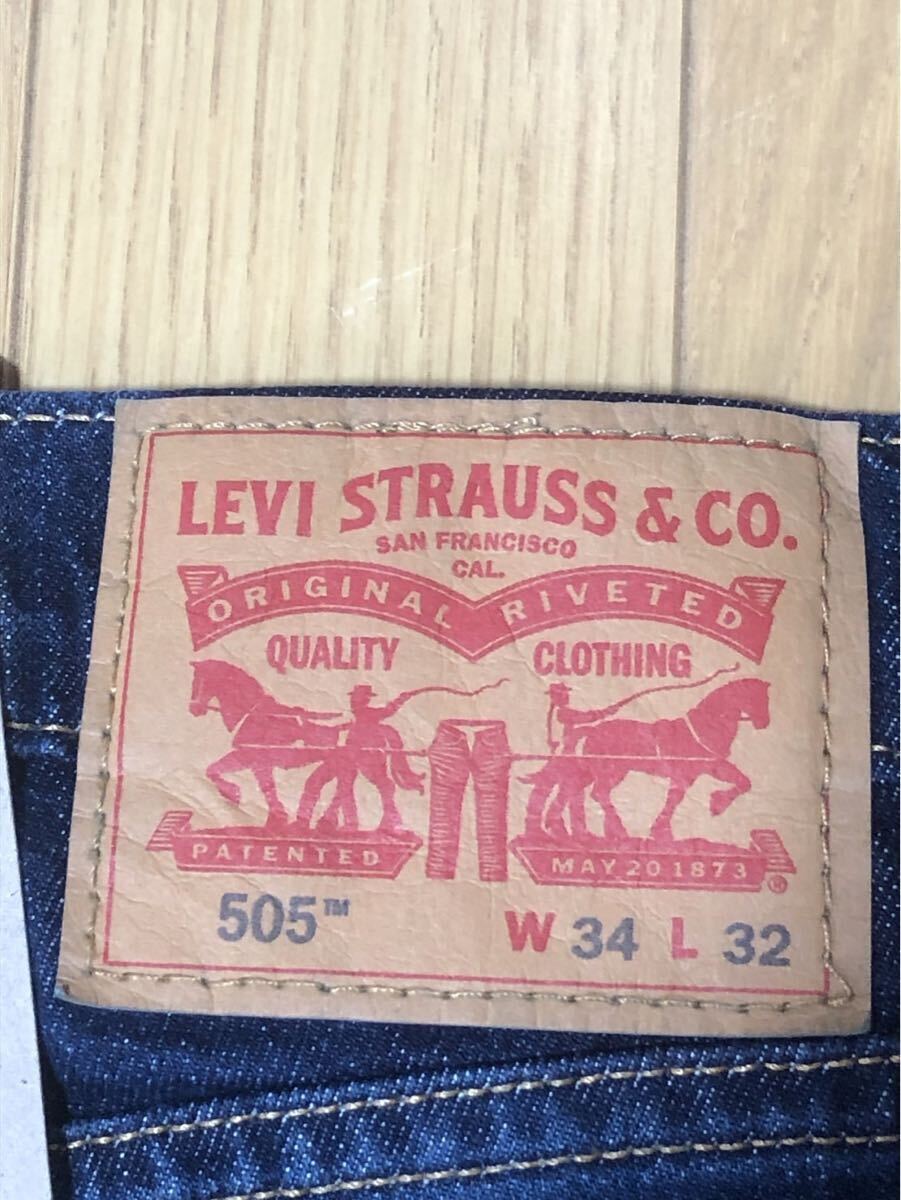 LEVI STRAUSS & CO.
SAN FRANCISCO
CAL.
ORIGINAL RIVETED
QUALITY CLOTHING
PATENTED MAY 20 1873 ®
505™ W 34 L 32